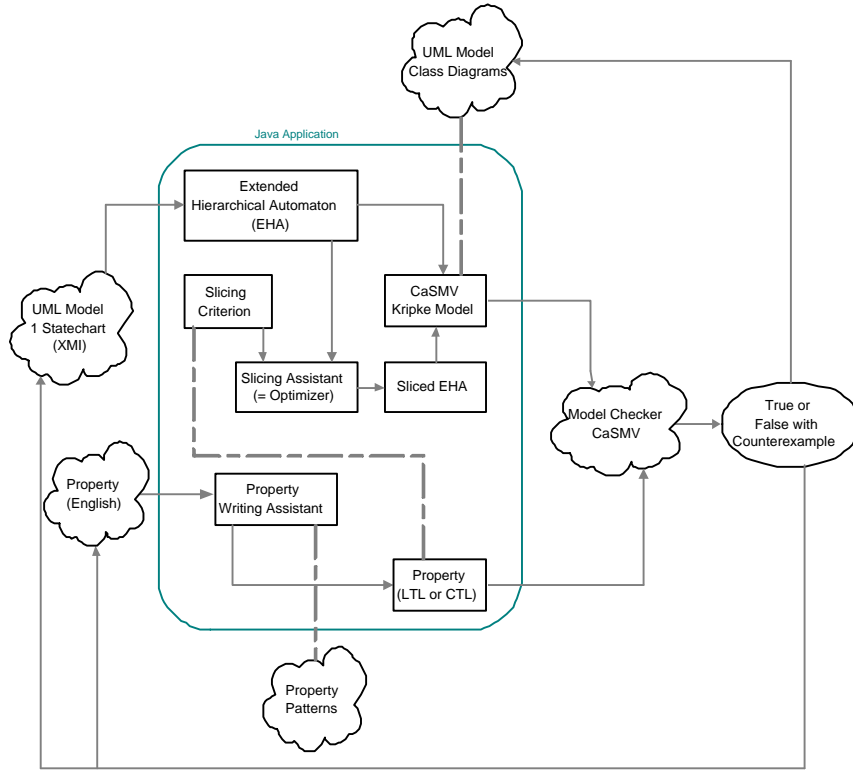 UML Model
Class Diagrams
Java Application
Extended
Hierarchical Automaton
(EHA)
Slicing
Criterion
CaSMV
Kripke Model
UML Model
1 Statechart
(XMI)
Slicing Assistant
(= Optimizer)
Sliced EHA
Model Checker
CaSMV
True or
False with
Counterexample
Property
(English)
Property
Writing Assistant
Property
(LTL or CTL)
Property
Patterns